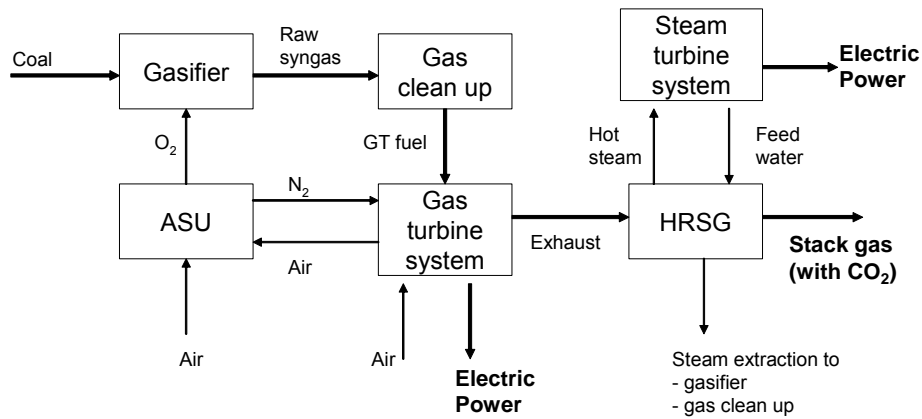 Coal
Gasifier
Raw
syngas
Gas
clean up
Steam
turbine
system
Electric
Power
O2
GT fuel
Hot
steam
Feed
water
ASU
N2
Air
Gas
turbine
system
Exhaust
HRSG
Stack gas
(with CO2)
Air
Air
Electric
Power
Steam extraction to
- gasifier
- gas clean up